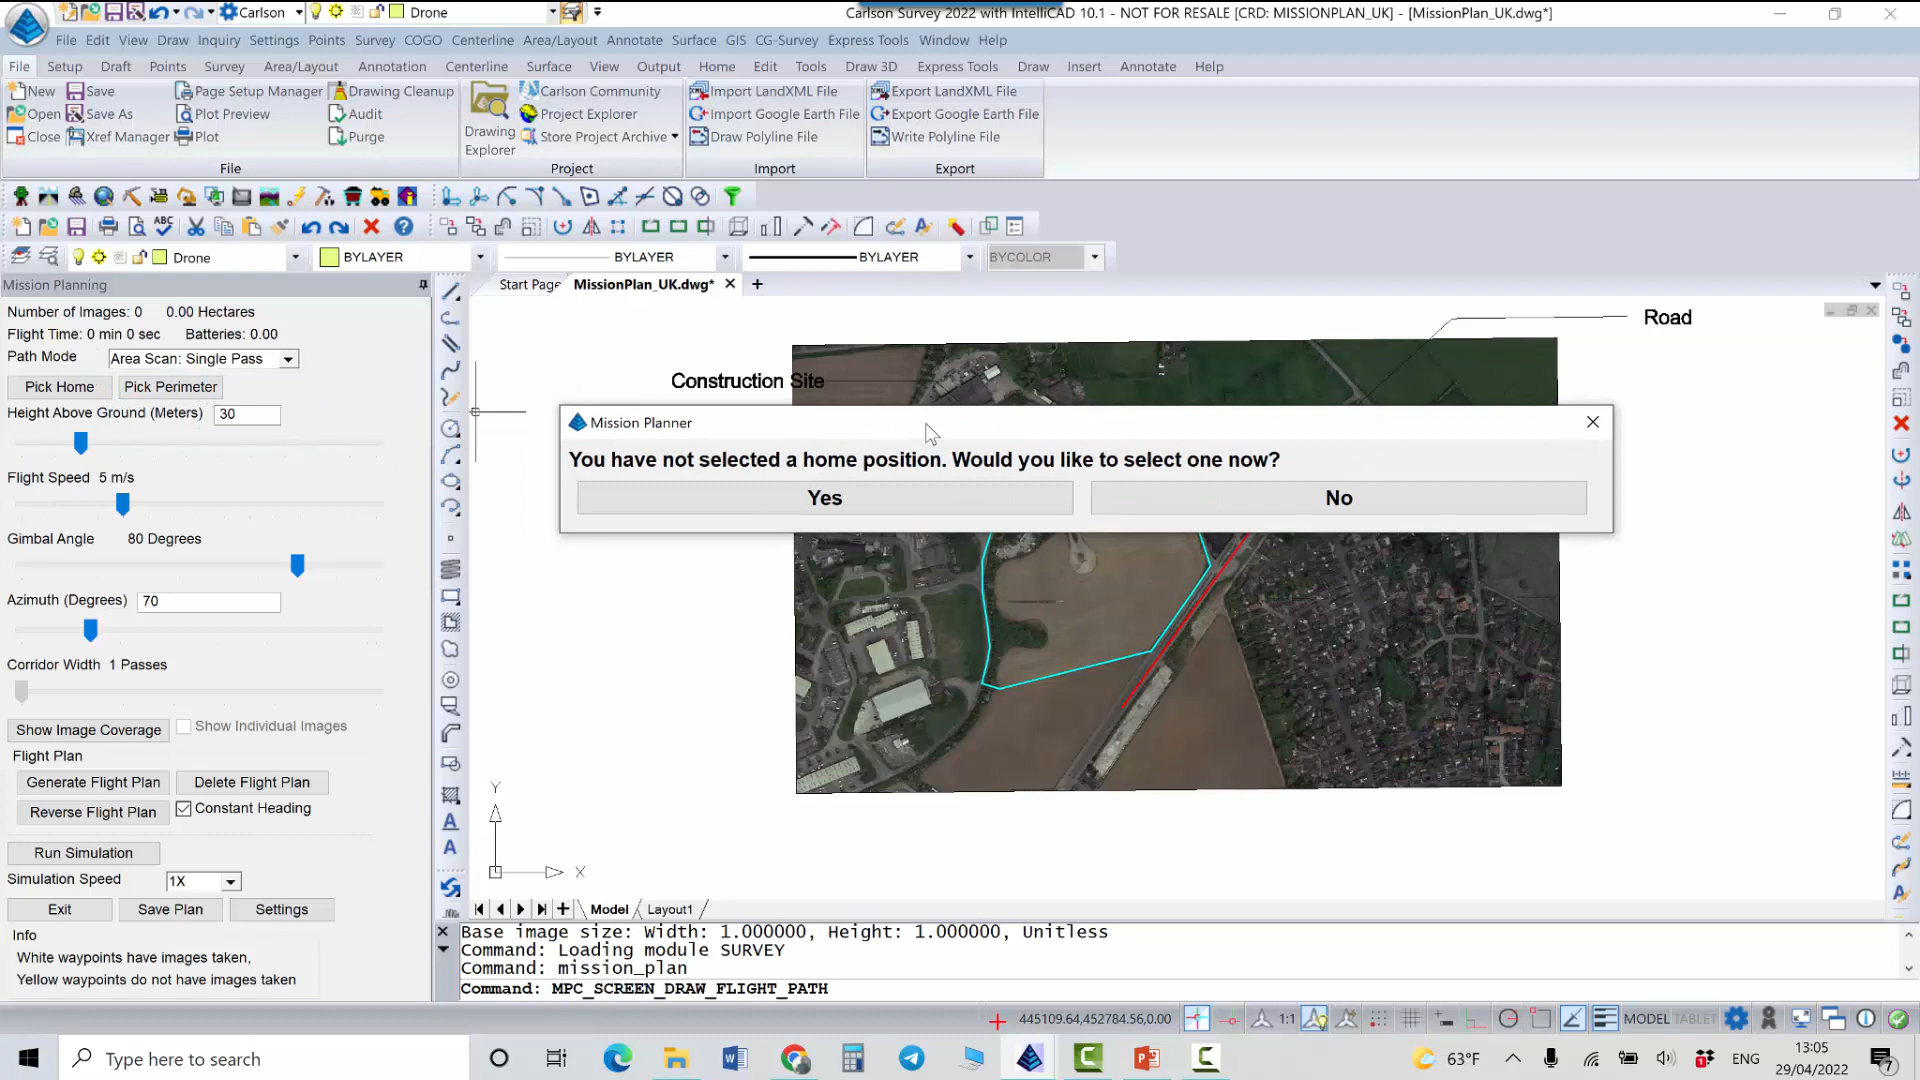 Carlson
Drone
Carlson Survey 2022 with IntelliCAD 10.1 - NOT FOR RESALE [CRD: MISSIONPLAN_UK] - [MissionPlan_UK.dwg*]
File Edit View Draw Inquiry Settings Points Survey COGO Centerline Area/Layout Annotate Surface GIS CG-Survey Express Tools Window Help
File Setup Draft Points Survey Area/Layout Annotation Centerline Surface View Output Home Edit Tools Draw 3D Express Tools Draw Insert Annotate Help
New Save Page Setup Manager Drawing Cleanup Carlson Community Import LandXML File Export LandXML File
Open Save As Plot Preview Audit Project Explorer Import Google Earth File Export Google Earth File
Close Xref Manager Plot Purge Drawing Explorer Store Project Archive Draw Polyline File Write Polyline File
File Project Import Export
ABC
Drone BYLAYER BYLAYER BYLAYER BYCOLOR
Mission Planning
Start Page MissionPlan_UK.dwg*
Number of Images: 0 0.00 Hectares
Flight Time: 0 min 0 sec Batteries: 0.00
Path Mode Area Scan: Single Pass
Pick Home Pick Perimeter
Height Above Ground (Meters) 30
Flight Speed 5 m/s
Gimbal Angle 80 Degrees
Azimuth (Degrees) 70
Corridor Width 1 Passes
Show Image Coverage Show Individual Images
Flight Plan
Generate Flight Plan Delete Flight Plan
Reverse Flight Plan Constant Heading
Run Simulation
Simulation Speed 1X
Exit Save Plan Settings
Info
White waypoints have images taken,
Yellow waypoints do not have images taken
Road
Construction Site
Mission Planner
You have not selected a home position. Would you like to select one now?
Yes No
Y
X
Model Layout1
Base image size: Width: 1.000000, Height: 1.000000, Unitless
Command: Loading module SURVEY
Command: mission_plan
Command: MPC_SCREEN_DRAW_FLIGHT_PATH
445109.64,452784.56,0.00 1:1 MODEL TABLET
Type here to search
63°F ENG 13:05
29/04/2022
7